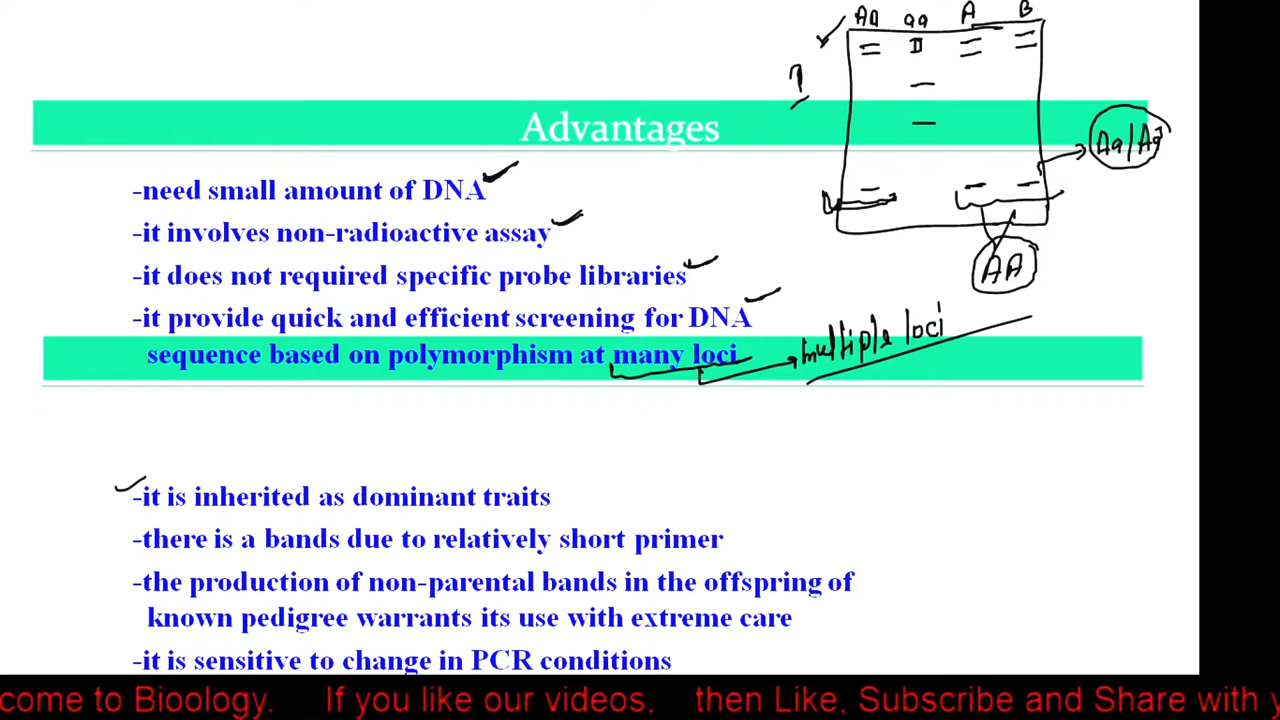 AA aa A B
Advantages
Aa/Aa
-need small amount of DNA
-it involves non-radioactive assay
AA
-it does not required specific probe libraries
-it provide quick and efficient screening for DNA
sequence based on polymorphism at many loci
multiple loci
-it is inherited as dominant traits
-there is a bands due to relatively short primer
-the production of non-parental bands in the offspring of
known pedigree warrants its use with extreme care
-it is sensitive to change in PCR conditions
come to Bioology. If you like our videos, then Like, Subscribe and Share with